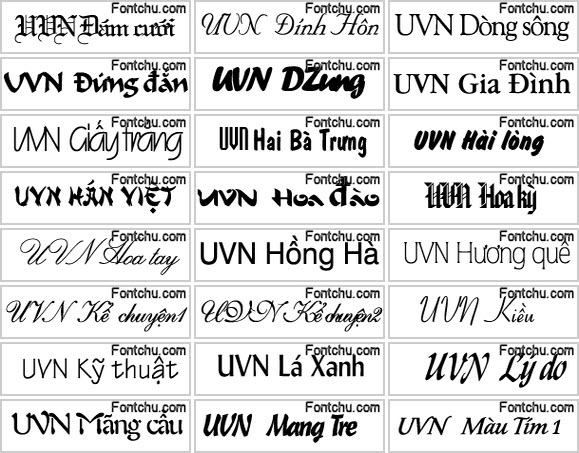 Fontchu.com Fontchu.com Fontchu.com
UVN Đám cưới UVN Đính Hôn UVN Dòng sông
Fontchu.com Fontchu.com Fontchu.com
UVN Đứng đắn UVN DZung UVN Gia Đình
Fontchu.com Fontchu.com Fontchu.com
UVN Giấy trắng UVN Hai Bà Trưng UVN Hài lòng
Fontchu.com Fontchu.com Fontchu.com
UVN HÁN VIỆT UVN Hoa đào UVN Hoa kỳ
Fontchu.com Fontchu.com Fontchu.com
UVN Hoa tay UVN Hồng Hà UVN Hương quê
Fontchu.com Fontchu.com Fontchu.com
UVN Kể chuyện1 UVN Kể chuyện2 UVN Kiều
Fontchu.com Fontchu.com Fontchu.com
UVN Kỹ thuật UVN Lá Xanh UVN Lý do
Fontchu.com Fontchu.com Fontchu.com
UVN Mãng cầu UVN Mang Tre UVN Màu Tím 1